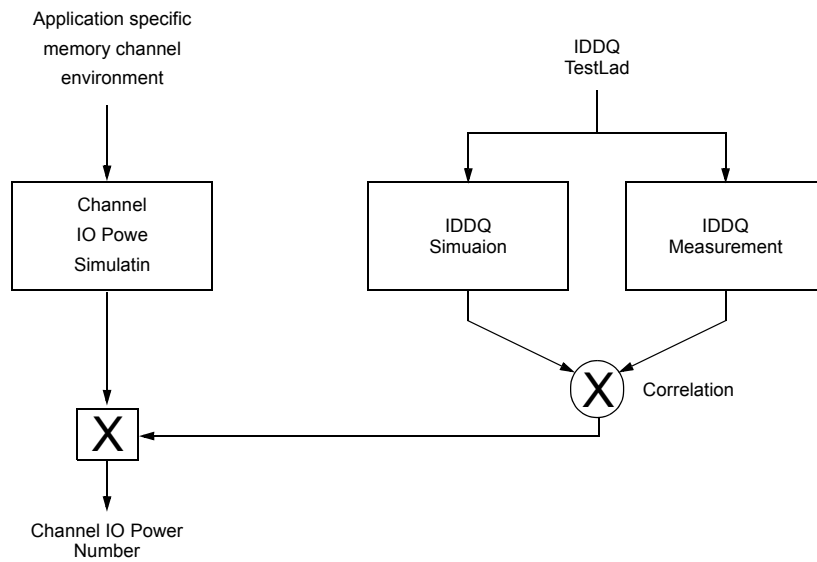 Application specific
memory channel
environment
IDDQ
TestLad
Channel
IO Powe
Simulatin
IDDQ
Simuaion
IDDQ
Measurement
X
Correlation
X
Channel IO Power
Number